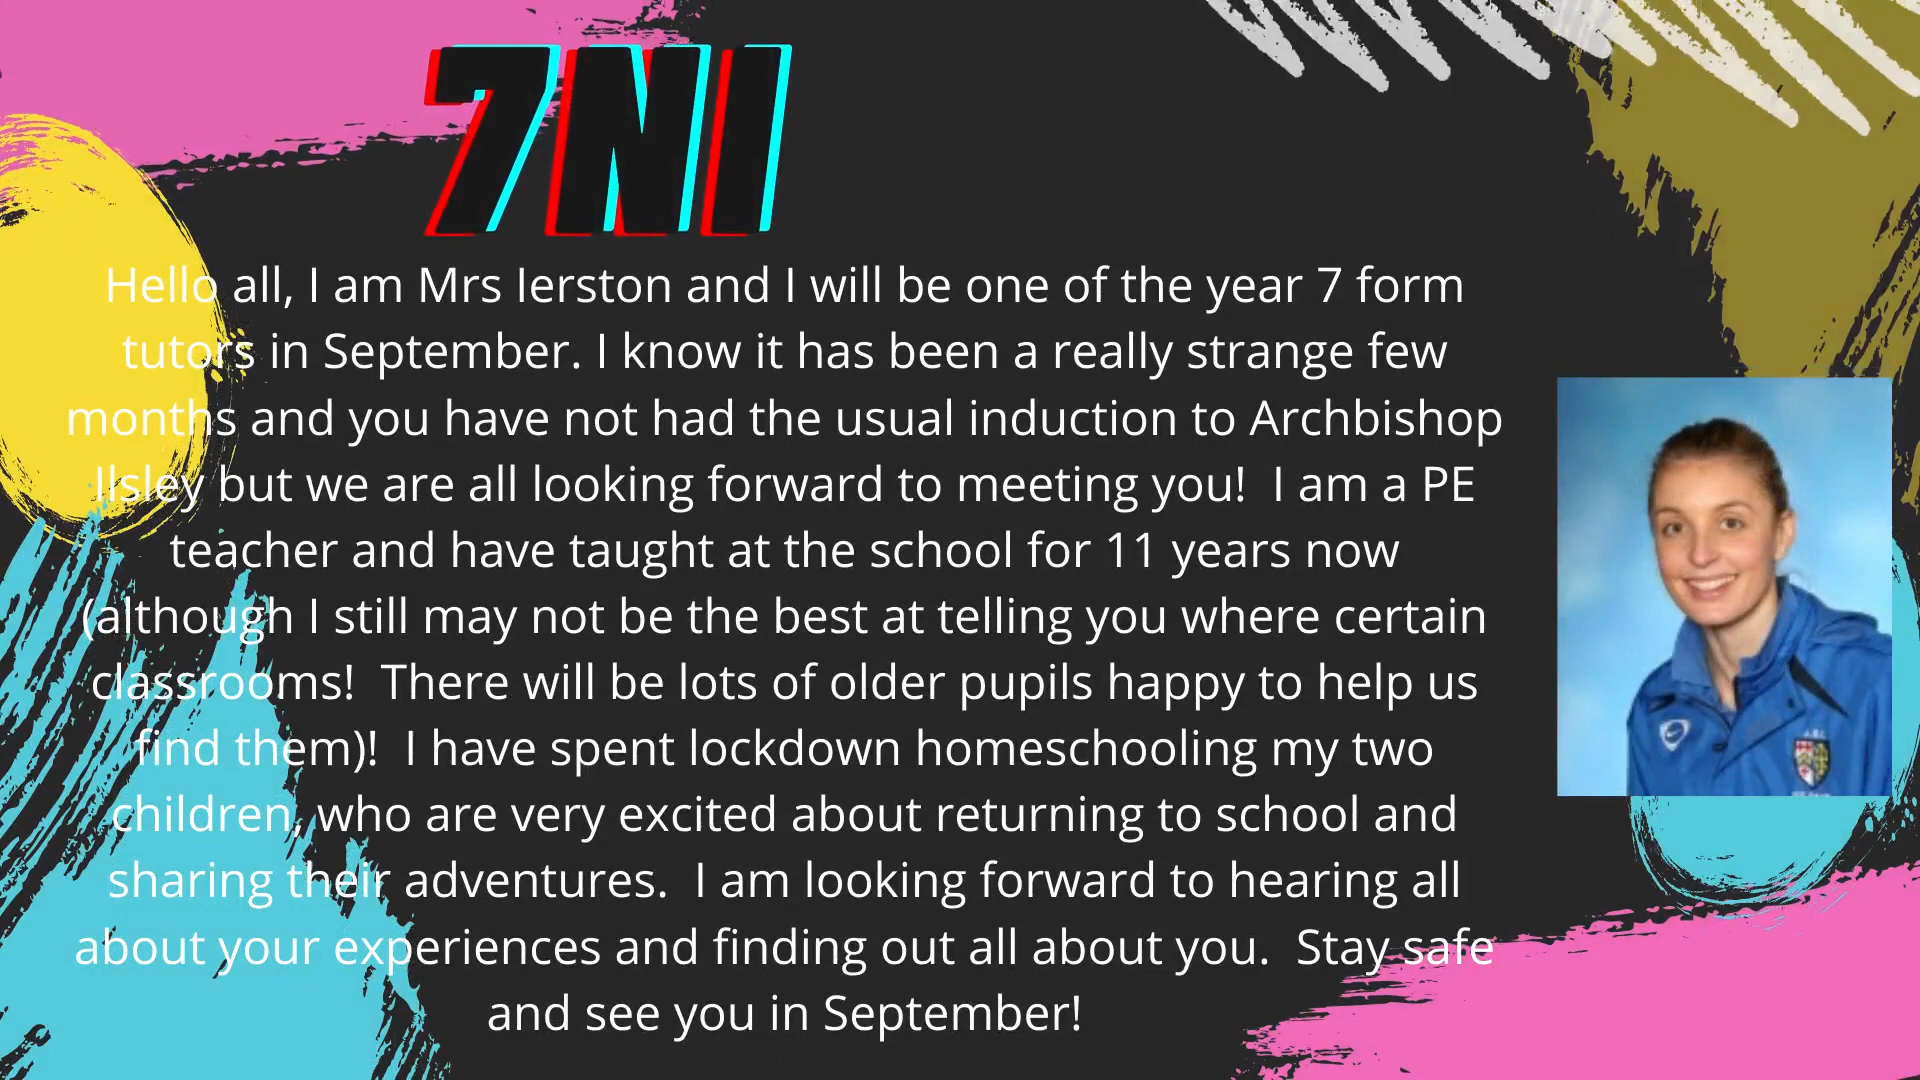 7NI
Hello all, I am Mrs Ierston and I will be one of the year 7 form
tutors in September. I know it has been a really strange few
months and you have not had the usual induction to Archbishop
Ilsley but we are all looking forward to meeting you!  I am a PE
teacher and have taught at the school for 11 years now
(although I still may not be the best at telling you where certain
classrooms!  There will be lots of older pupils happy to help us
find them)!  I have spent lockdown homeschooling my two
children, who are very excited about returning to school and
sharing their adventures.  I am looking forward to hearing all
about your experiences and finding out all about you.  Stay safe
and see you in September!